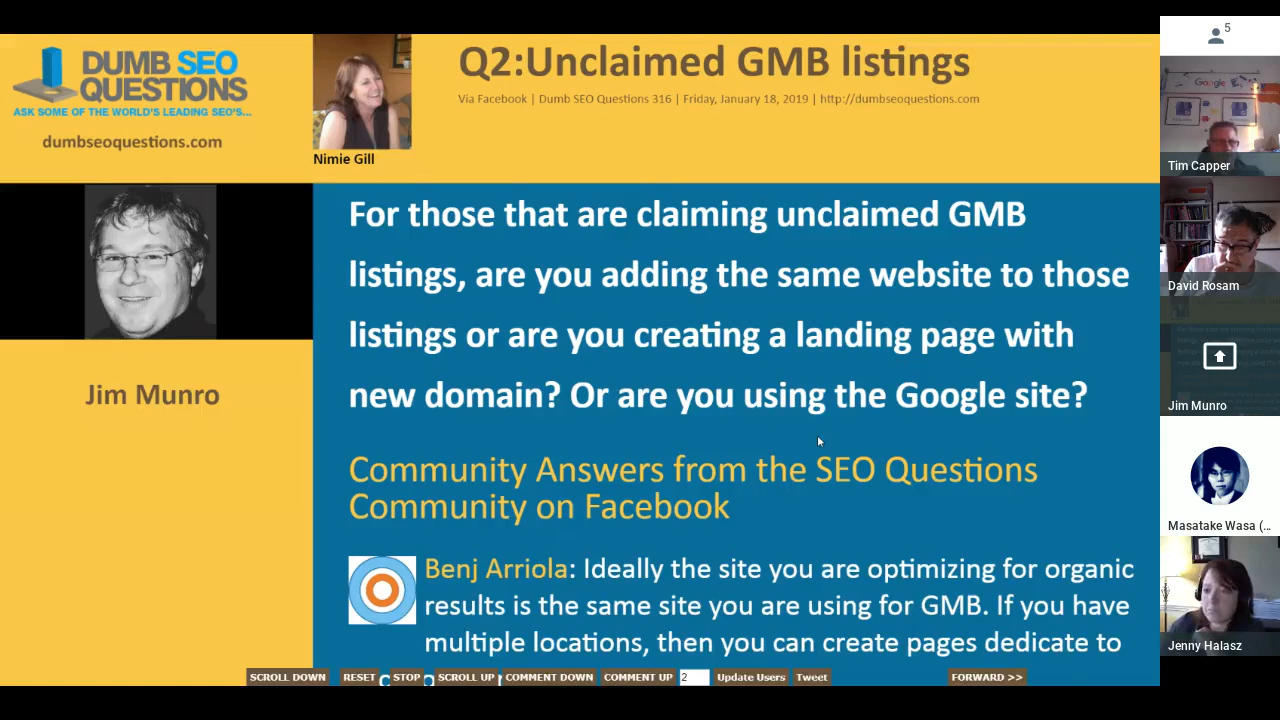 DUMB SEO
QUESTIONS
ASK SOME OF THE WORLD'S LEADING SEO'S...
dumbseoquestions.com
Nimie Gill
Q2:Unclaimed GMB listings
Via Facebook | Dumb SEO Questions 316 | Friday, January 18, 2019 | http://dumbseoquestions.com
Jim Munro
For those that are claiming unclaimed GMB
listings, are you adding the same website to those
listings or are you creating a landing page with
new domain? Or are you using the Google site?
Community Answers from the SEO Questions
Community on Facebook
Benj Arriola: Ideally the site you are optimizing for organic
results is the same site you are using for GMB. If you have
multiple locations, then you can create pages dedicate to
SCROLL DOWN RESET STOP SCROLL UP COMMENT DOWN COMMENT UP 2 Update Users Tweet FORWARD >>
5
Google
Tim Capper
David Rosam
Jim Munro
Masatake Wasa (...
Jenny Halasz